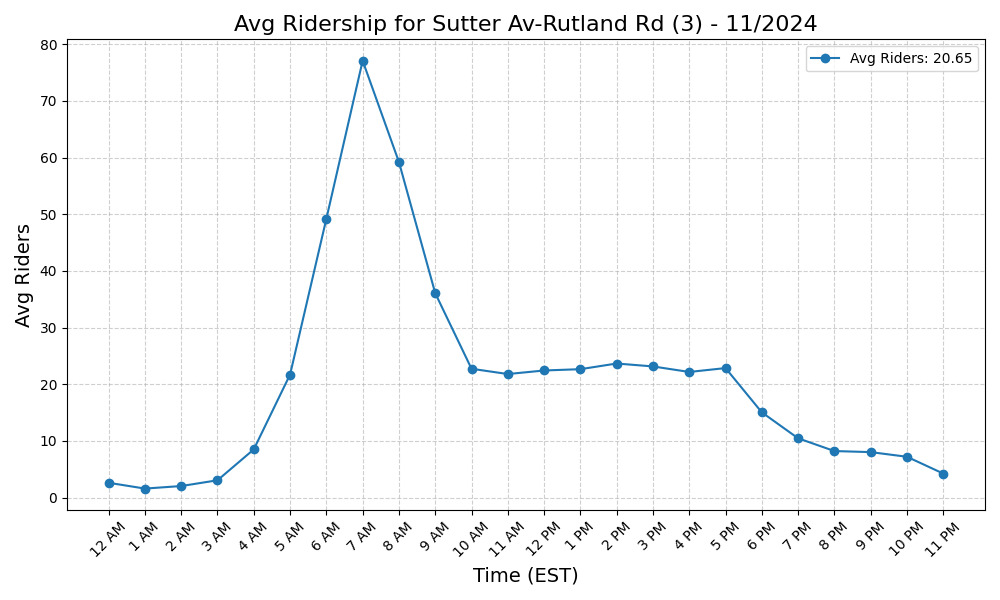 Avg Ridership for Sutter Av-Rutland Rd (3) - 11/2024
Avg Riders: 20.65
Avg Riders
80
70
60
50
40
30
20
10
0
12 AM
1 AM
2 AM
3 AM
4 AM
5 AM
6 AM
7 AM
8 AM
9 AM
10 AM
11 AM
12 PM
1 PM
2 PM
3 PM
4 PM
5 PM
6 PM
7 PM
8 PM
9 PM
10 PM
11 PM
Time (EST)